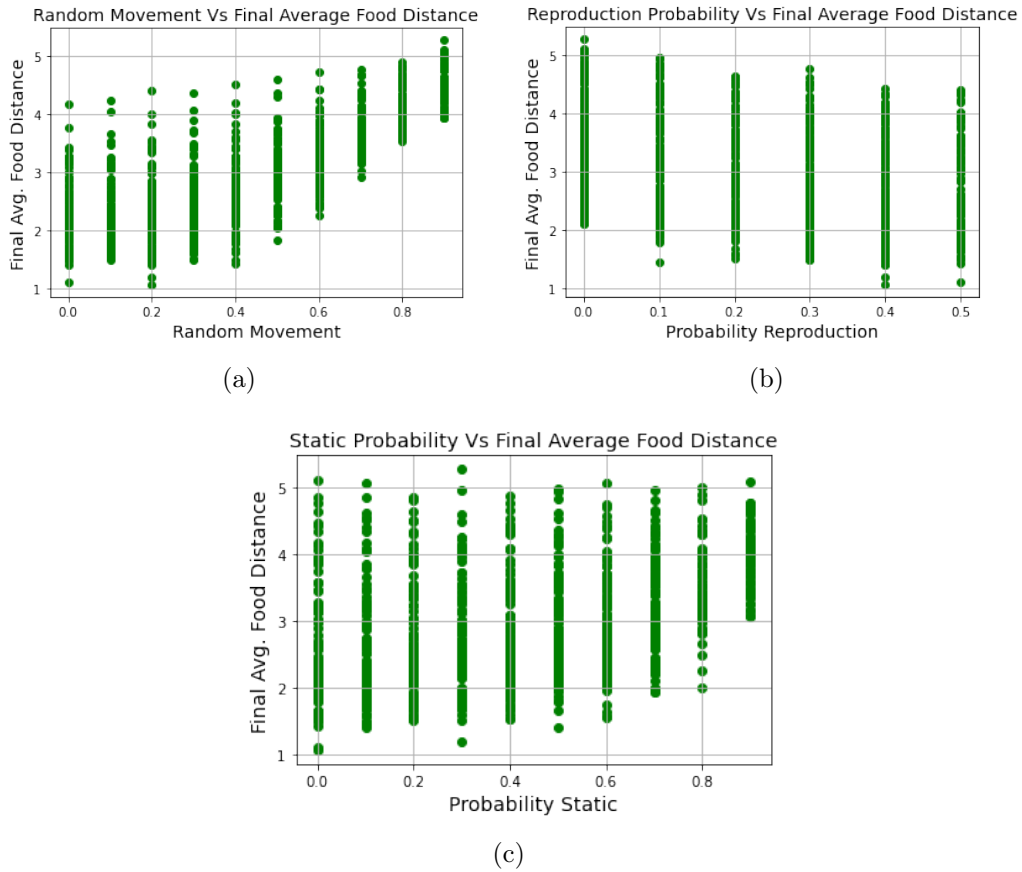 Random Movement Vs Final Average Food Distance
Final Avg. Food Distance
5
4
3
2
1
0.0 0.2 0.4 0.6 0.8
Random Movement
(a)
Reproduction Probability Vs Final Average Food Distance
Final Avg. Food Distance
5
4
3
2
1
0.0 0.1 0.2 0.3 0.4 0.5
Probability Reproduction
(b)
Static Probability Vs Final Average Food Distance
Final Avg. Food Distance
5
4
3
2
1
0.0 0.2 0.4 0.6 0.8
Probability Static
(c)